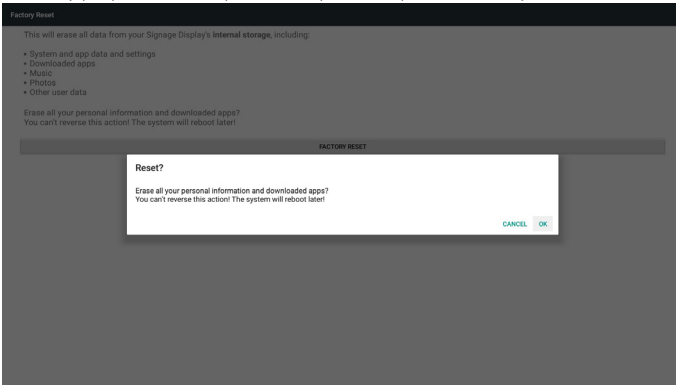 Factory Reset
This will erase all data from your Signage Display's internal storage, including:
• System and app data and settings
• Downloaded apps
• Music
• Photos
• Other user data
Erase all your personal information and downloaded apps?
You can't reverse this action! The system will reboot later!
FACTORY RESET
Reset?
Erase all your personal information and downloaded apps?
You can't reverse this action! The system will reboot later!
CANCEL OK